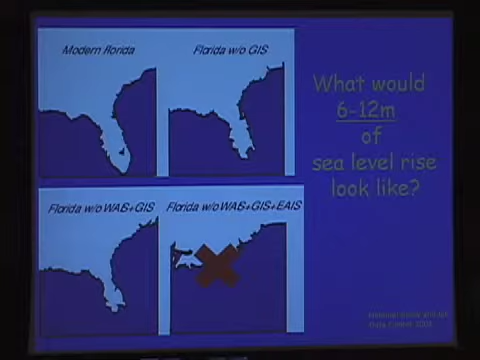 Modern florida
Florida w/o GIS
What would
6-12m
of
sea level rise
look like?
Florida w/o WAIS+GIS
Florida w/o WAIS+GIS+EAIS